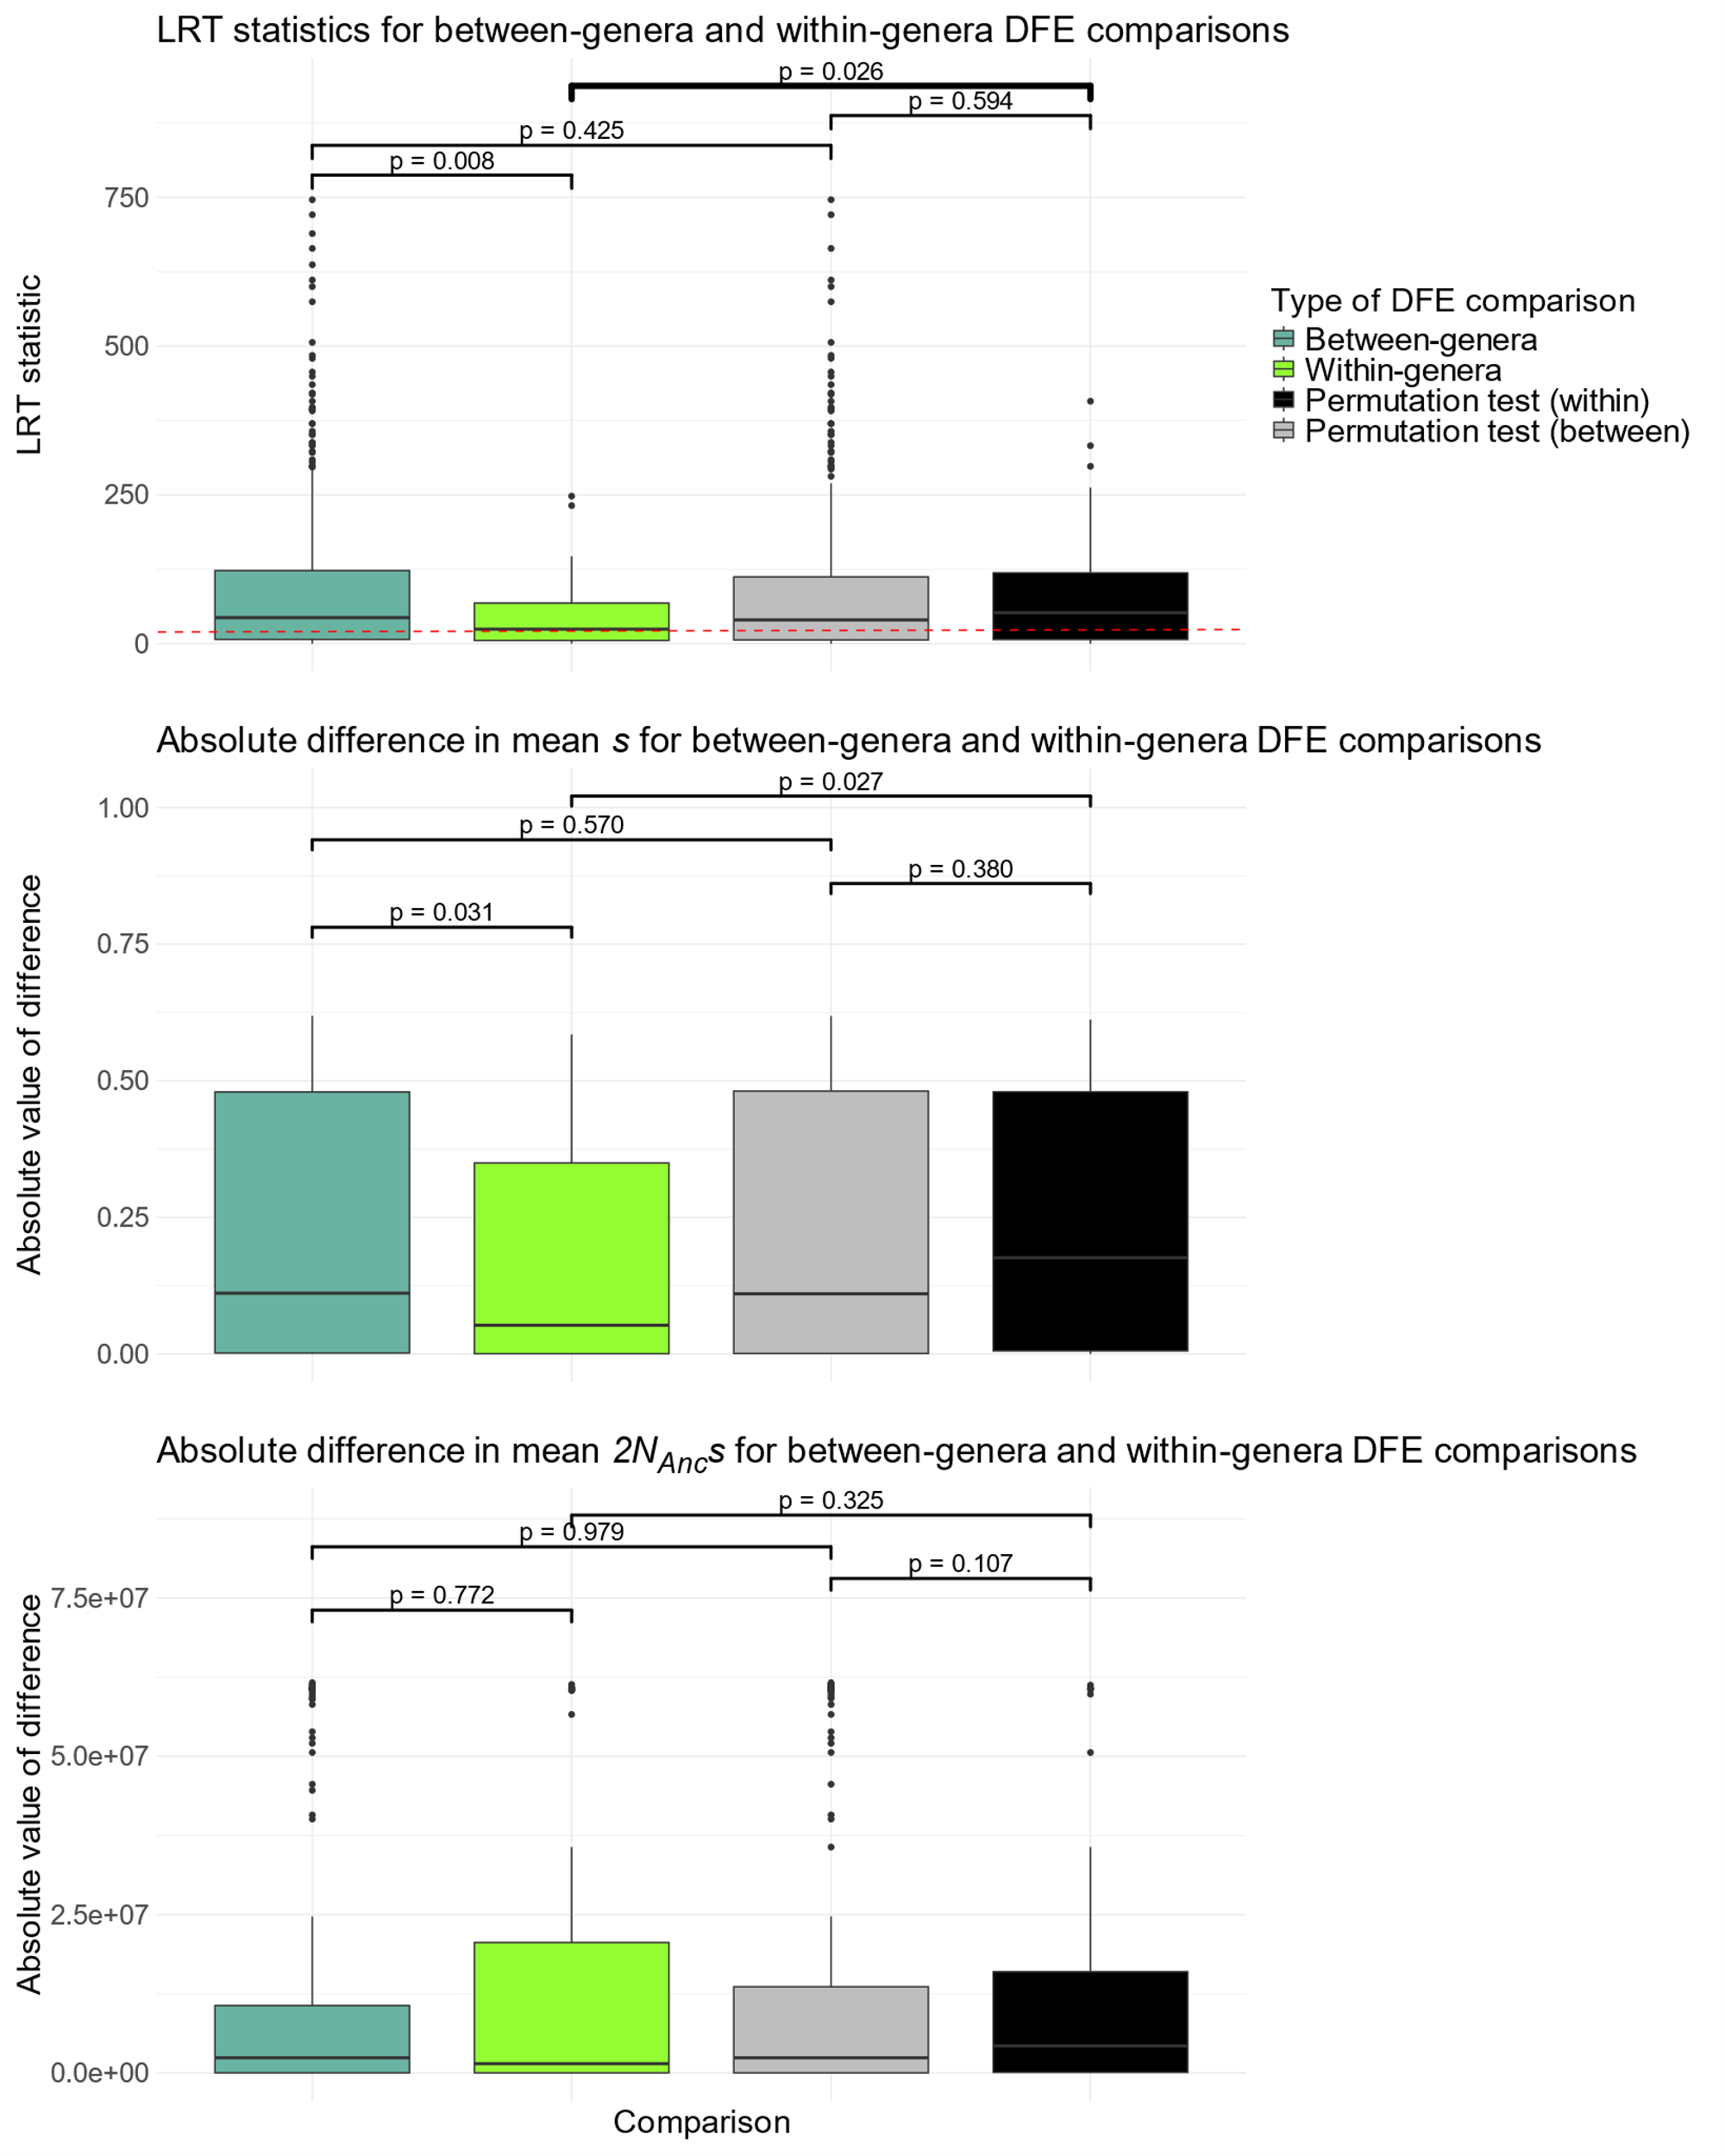 LRT statistics for between-genera and within-genera DFE comparisons
p = 0.026
p = 0.594
p = 0.425
p = 0.008
750
500
250
0
LRT statistic
Type of DFE comparison
Between-genera
Within-genera
Permutation test (within)
Permutation test (between)
Absolute difference in mean s for between-genera and within-genera DFE comparisons
p = 0.027
p = 0.570
p = 0.380
p = 0.031
1.00
0.75
0.50
0.25
0.00
Absolute value of difference
Absolute difference in mean 2N_Anc s for between-genera and within-genera DFE comparisons
p = 0.325
p = 0.979
p = 0.107
p = 0.772
7.5e+07
5.0e+07
2.5e+07
0.0e+00
Absolute value of difference
Comparison